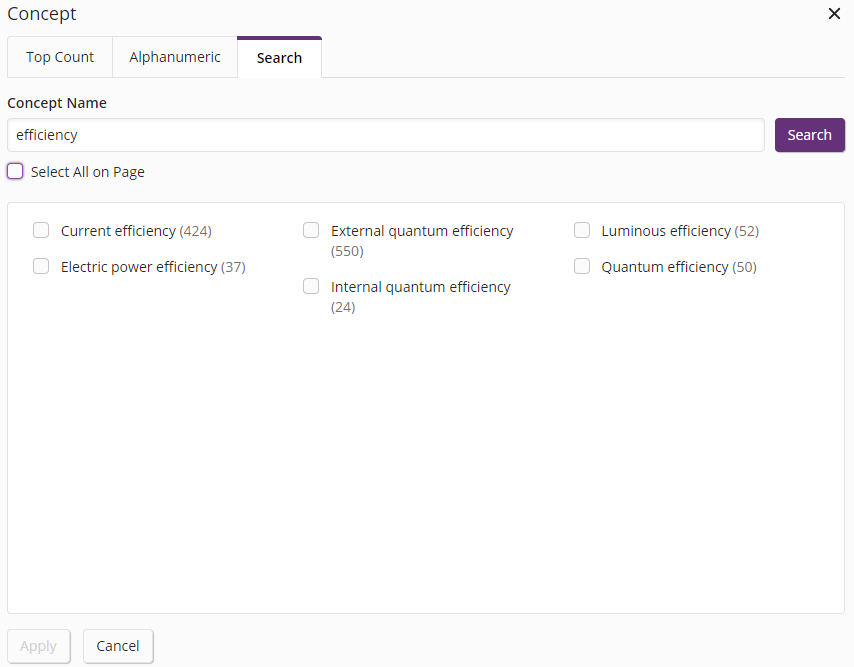 Concept
Top Count
Alphanumeric
Search
Concept Name
efficiency
Search
Select All on Page
Current efficiency (424)
Electric power efficiency (37)
External quantum efficiency
(550)
Internal quantum efficiency
(24)
Luminous efficiency (52)
Quantum efficiency (50)
Apply
Cancel